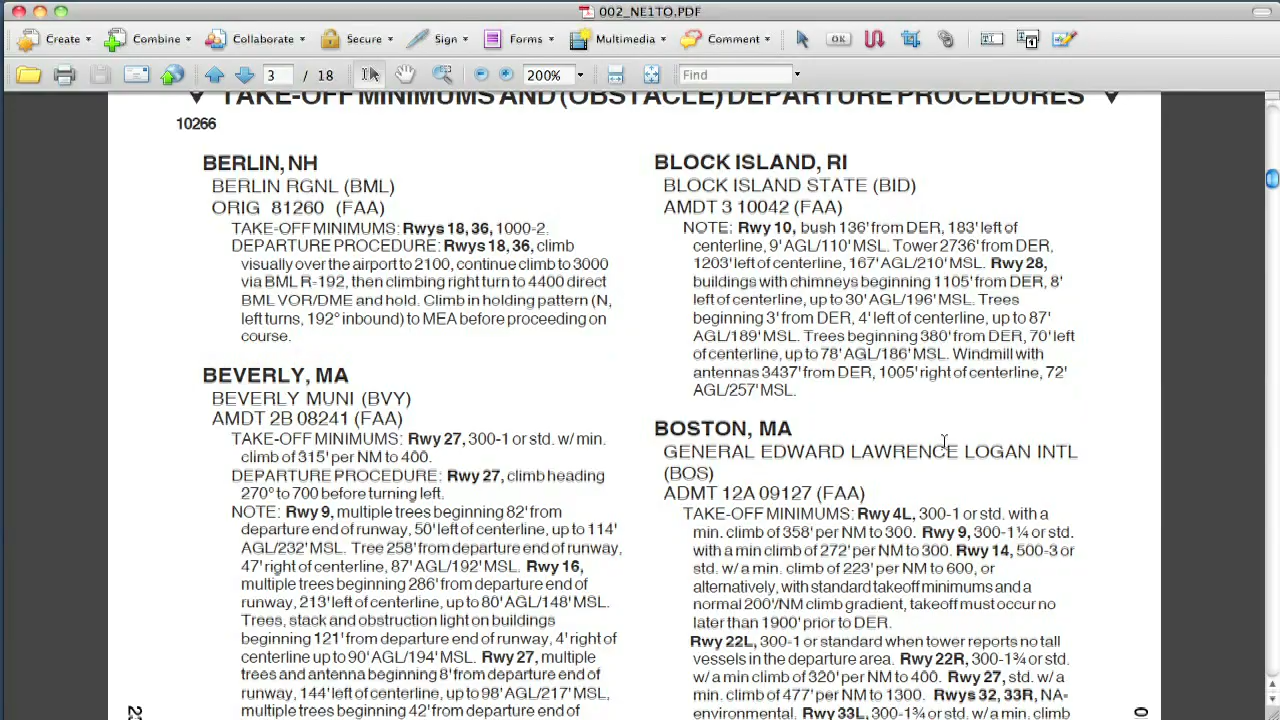 002_NE1TO.PDF
Create Combine Collaborate Secure Sign Forms Multimedia Comment OK
3 / 18 200% Find
TAKE-OFF MINIMUMS AND (OBSTACLE) DEPARTURE PROCEDURES
10266
BERLIN, NH
BERLIN RGNL (BML)
ORIG 81260 (FAA)
TAKE-OFF MINIMUMS: Rwys 18, 36, 1000-2.
DEPARTURE PROCEDURE: Rwys 18, 36, climb
visually over the airport to 2100, continue climb to 3000
via BML R-192, then climbing right turn to 4400 direct
BML VOR/DME and hold. Climb in holding pattern (N,
left turns, 192° inbound) to MEA before proceeding on
course.
BEVERLY, MA
BEVERLY MUNI (BVY)
AMDT 2B 08241 (FAA)
TAKE-OFF MINIMUMS: Rwy 27, 300-1 or std. w/ min.
climb of 315' per NM to 400.
DEPARTURE PROCEDURE: Rwy 27, climb heading
270° to 700 before turning left.
NOTE: Rwy 9, multiple trees beginning 82' from
departure end of runway, 50' left of centerline, up to 114'
AGL/232' MSL. Tree 258' from departure end of runway,
47' right of centerline, 87' AGL/192' MSL. Rwy 16,
multiple trees beginning 286' from departure end of
runway, 213' left of centerline, up to 80' AGL/148' MSL.
Trees, stack and obstruction light on buildings
beginning 121' from departure end of runway, 4' right of
centerline up to 90' AGL/194' MSL. Rwy 27, multiple
trees and antenna beginning 8' from departure end of
runway, 144' left of centerline, up to 98' AGL/217' MSL,
multiple trees beginning 42' from departure end of
BLOCK ISLAND, RI
BLOCK ISLAND STATE (BID)
AMDT 3 10042 (FAA)
NOTE: Rwy 10, bush 136' from DER, 183' left of
centerline, 9' AGL/110' MSL. Tower 2736' from DER,
1203' left of centerline, 167' AGL/210' MSL. Rwy 28,
buildings with chimneys beginning 1105' from DER, 8'
left of centerline, up to 30' AGL/196' MSL. Trees
beginning 3' from DER, 4' left of centerline, up to 87'
AGL/189' MSL. Trees beginning 380' from DER, 70' left
of centerline, up to 78' AGL/186' MSL. Windmill with
antennas 3437' from DER, 1005' right of centerline, 72'
AGL/257' MSL.
BOSTON, MA
GENERAL EDWARD LAWRENCE LOGAN INTL
(BOS)
ADMT 12A 09127 (FAA)
TAKE-OFF MINIMUMS: Rwy 4L, 300-1 or std. with a
min. climb of 358' per NM to 300. Rwy 9, 300-1¼ or std.
with a min climb of 272' per NM to 300. Rwy 14, 500-3 or
std. w/ a min. climb of 223' per NM to 600, or
alternatively, with standard takeoff minimums and a
normal 200'/NM climb gradient, takeoff must occur no
later than 1900' prior to DER.
Rwy 22L, 300-1 or standard when tower reports no tall
vessels in the departure area. Rwy 22R, 300-1¾ or std.
w/ a min climb of 320' per NM to 400. Rwy 27, std. w/ a
min. climb of 477' per NM to 1300. Rwys 32, 33R, NA-
environmental. Rwy 33L, 300-1¾ or std. w/ a min. climb